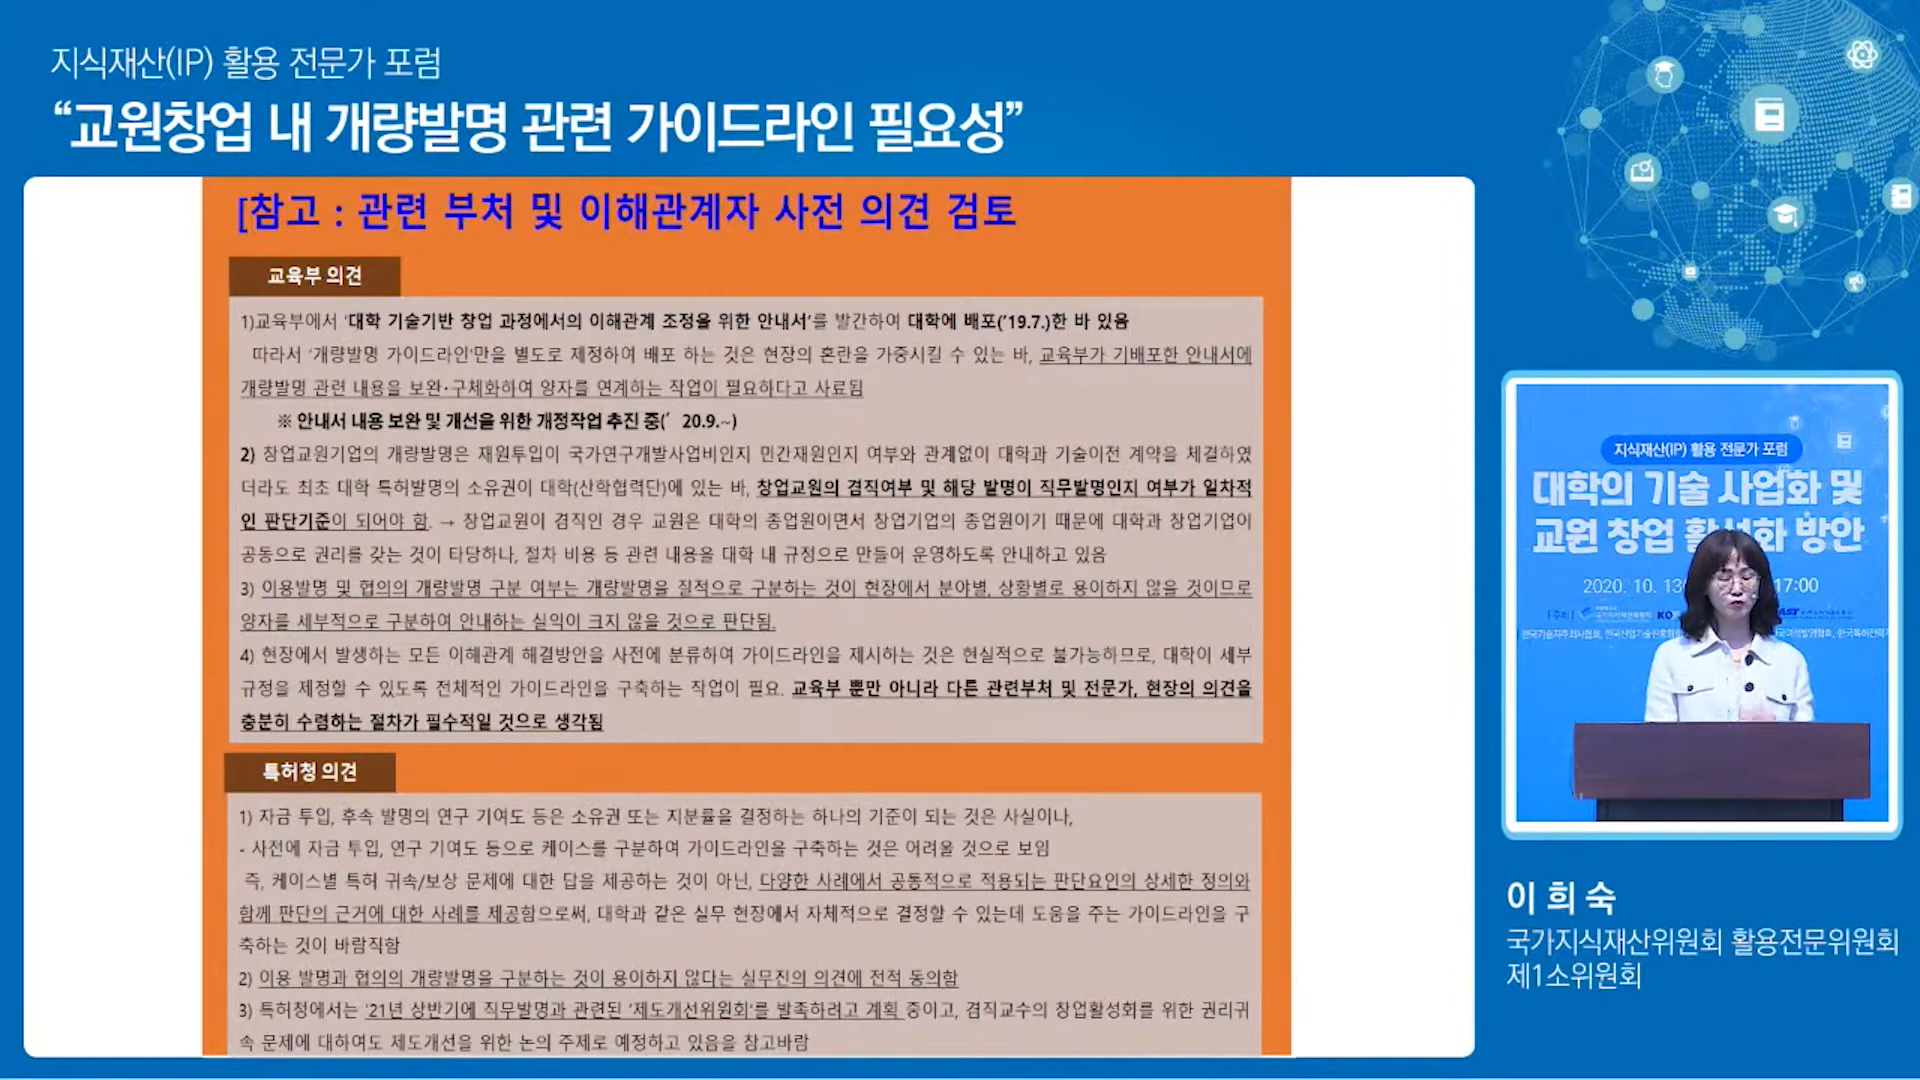 지식재산(IP) 활용 전문가 포럼
“교원창업 내 개량발명 관련 가이드라인 필요성”
[참고 : 관련 부처 및 이해관계자 사전 의견 검토
교육부 의견
1)교육부에서 ‘대학 기술기반 창업 과정에서의 이해관계 조정을 위한 안내서’를 발간하여 대학에 배포(’19.7.)한 바 있음
따라서 ‘개량발명 가이드라인’만을 별도로 제정하여 배포 하는 것은 현장의 혼란을 가중시킬 수 있는 바, 교육부가 기배포한 안내서에
개량발명 관련 내용을 보완·구체화하여 양자를 연계하는 작업이 필요하다고 사료됨
※ 안내서 내용 보완 및 개선을 위한 개정작업 추진 중(’ 20.9.~)
2) 창업교원기업의 개량발명은 재원투입이 국가연구개발사업비인지 민간재원인지 여부와 관계없이 대학과 기술이전 계약을 체결하였
더라도 최초 대학 특허발명의 소유권이 대학(산학협력단)에 있는 바, 창업교원의 겸직여부 및 해당 발명이 직무발명인지 여부가 일차적
인 판단기준이 되어야 함. → 창업교원이 겸직인 경우 교원은 대학의 종업원이면서 창업기업의 종업원이기 때문에 대학과 창업기업이
공동으로 권리를 갖는 것이 타당하나, 절차 비용 등 관련 내용을 대학 내 규정으로 만들어 운영하도록 안내하고 있음
3) 이용발명 및 협의의 개량발명 구분 여부는 개량발명을 질적으로 구분하는 것이 현장에서 분야별, 상황별로 용이하지 않을 것이므로
양자를 세부적으로 구분하여 안내하는 실익이 크지 않을 것으로 판단됨.
4) 현장에서 발생하는 모든 이해관계 해결방안을 사전에 분류하여 가이드라인을 제시하는 것은 현실적으로 불가능하므로, 대학이 세부
규정을 제정할 수 있도록 전체적인 가이드라인을 구축하는 작업이 필요. 교육부 뿐만 아니라 다른 관련부처 및 전문가, 현장의 의견을
충분히 수렴하는 절차가 필수적일 것으로 생각됨
특허청 의견
1) 자금 투입, 후속 발명의 연구 기여도 등은 소유권 또는 지분률을 결정하는 하나의 기준이 되는 것은 사실이나,
- 사전에 자금 투입, 연구 기여도 등으로 케이스를 구분하여 가이드라인을 구축하는 것은 어려울 것으로 보임
즉, 케이스별 특허 귀속/보상 문제에 대한 답을 제공하는 것이 아닌, 다양한 사례에서 공통적으로 적용되는 판단요인의 상세한 정의와
함께 판단의 근거에 대한 사례를 제공함으로써, 대학과 같은 실무 현장에서 자체적으로 결정할 수 있는데 도움을 주는 가이드라인을 구
축하는 것이 바람직함
2) 이용 발명과 협의의 개량발명을 구분하는 것이 용이하지 않다는 실무진의 의견에 전적 동의함
3) 특허청에서는 ‘21년 상반기에 직무발명과 관련된 ‘제도개선위원회’를 발족하려고 계획 중이고, 겸직교수의 창업활성화를 위한 권리귀
속 문제에 대하여도 제도개선을 위한 논의 주제로 예정하고 있음을 참고바람
지식재산(IP) 활용 전문가 포럼
대학의 기술 사업화 및
교원 창업 활성화 방안
2020. 10. 13 17:00
이 희 숙
국가지식재산위원회 활용전문위원회
제1소위원회